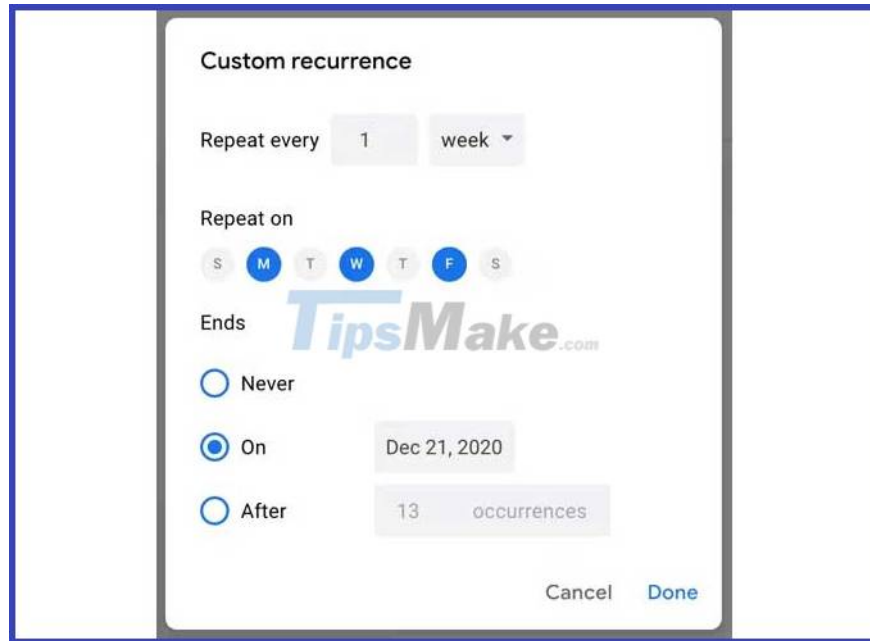 Custom recurrence
Repeat every 1 week
Repeat on
S M T W T F S
TipsMake.com
Ends
Never
On Dec 21, 2020
After 13 occurrences
Cancel Done